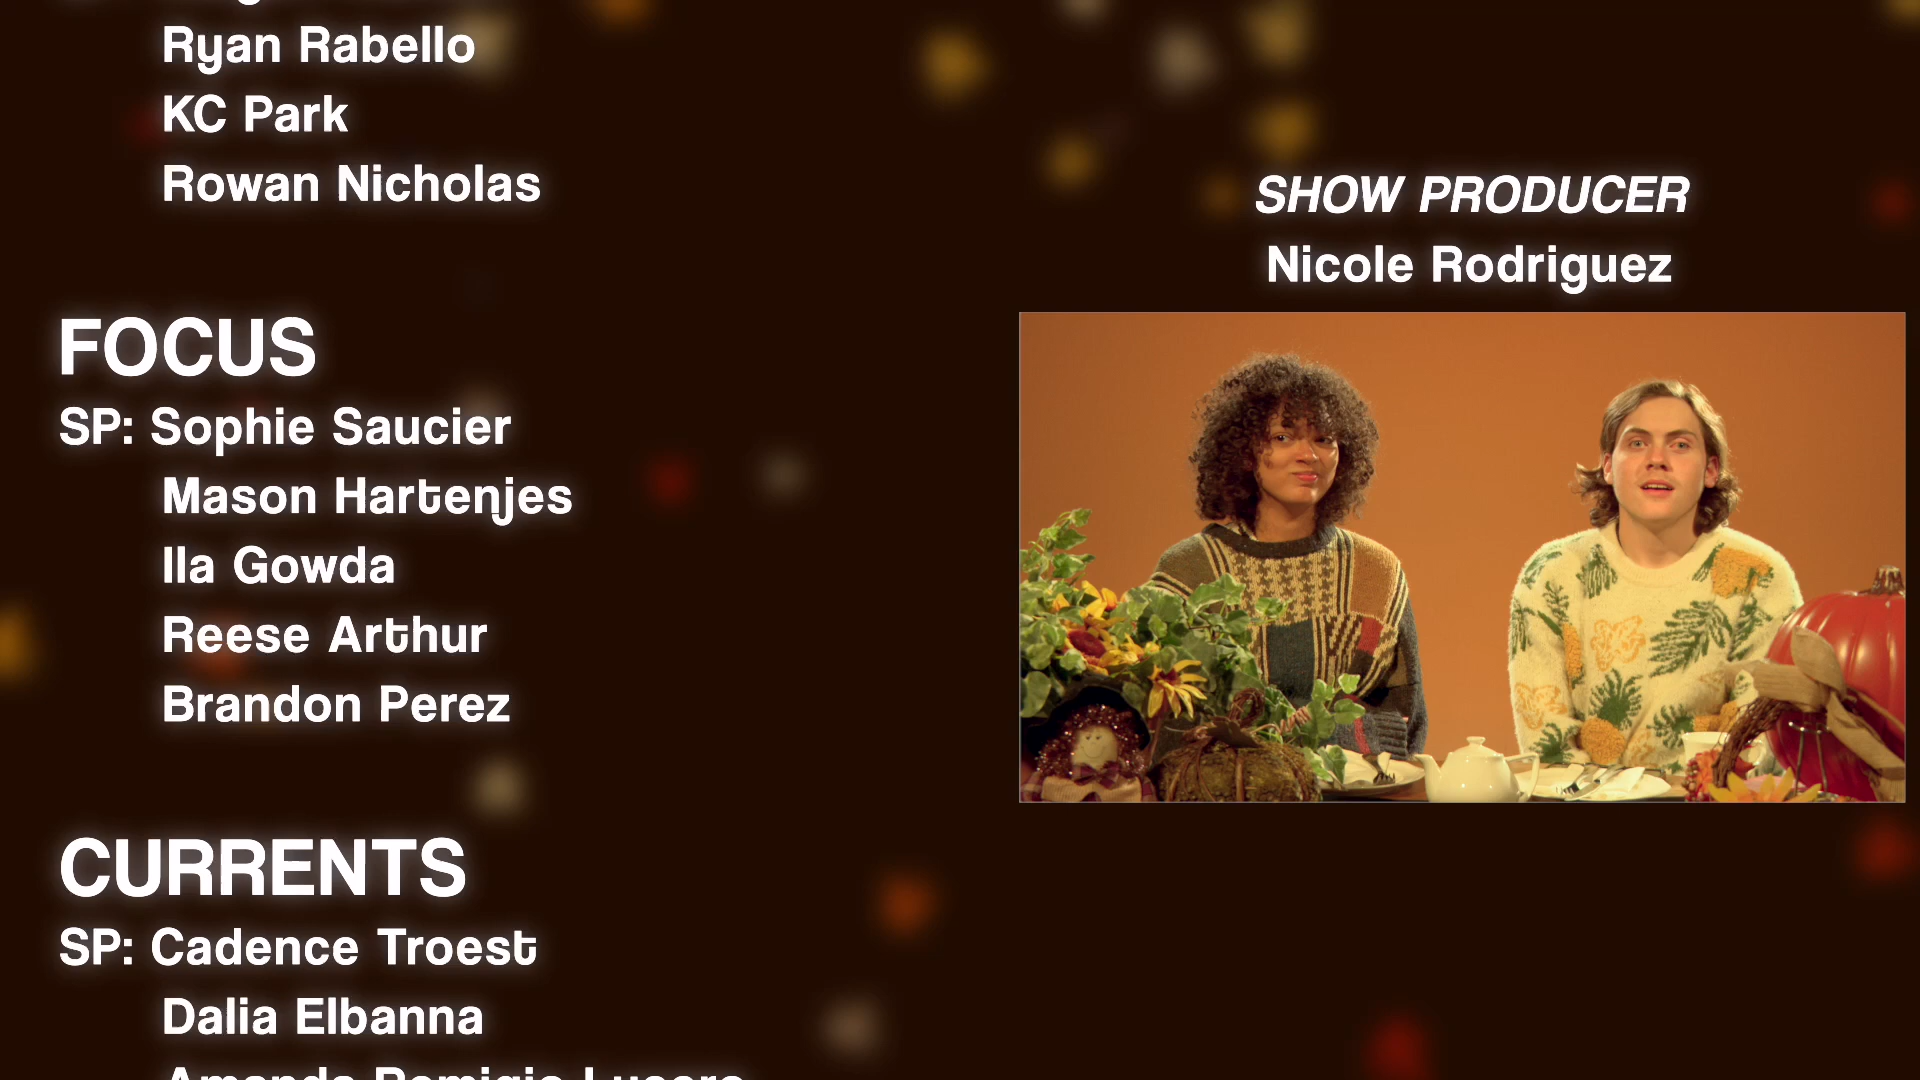 Ryan Rabello
KC Park
Rowan Nicholas
FOCUS
SP: Sophie Saucier
Mason Hartenjes
Ila Gowda
Reese Arthur
Brandon Perez
CURRENTS
SP: Cadence Troest
Dalia Elbanna
SHOW PRODUCER
Nicole Rodriguez